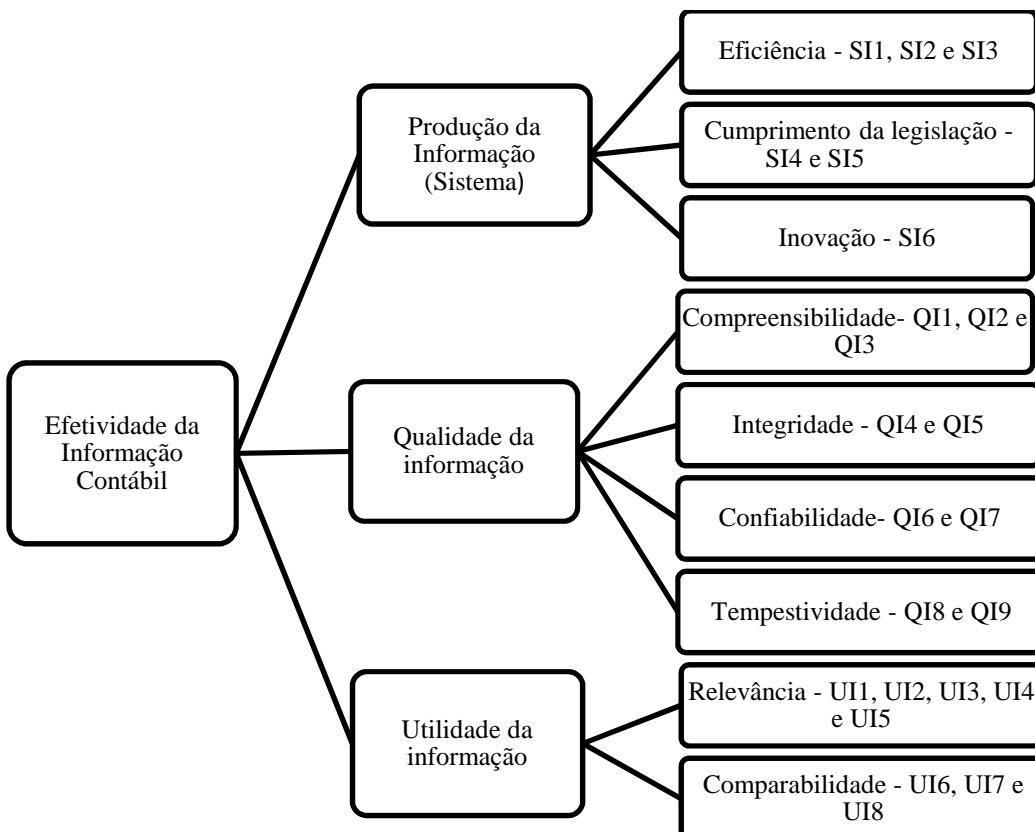 Efetividade da
Informação
Contábil
Produção da
Informação
(Sistema)
Eficiência - SI1, SI2 e SI3
Cumprimento da legislação -
SI4 e SI5
Inovação - SI6
Qualidade da
informação
Compreensibilidade- QI1, QI2 e
QI3
Integridade - QI4 e QI5
Confiabilidade- QI6 e QI7
Tempestividade - QI8 e QI9
Utilidade da
informação
Relevância - UI1, UI2, UI3, UI4
e UI5
Comparabilidade - UI6, UI7 e
UI8